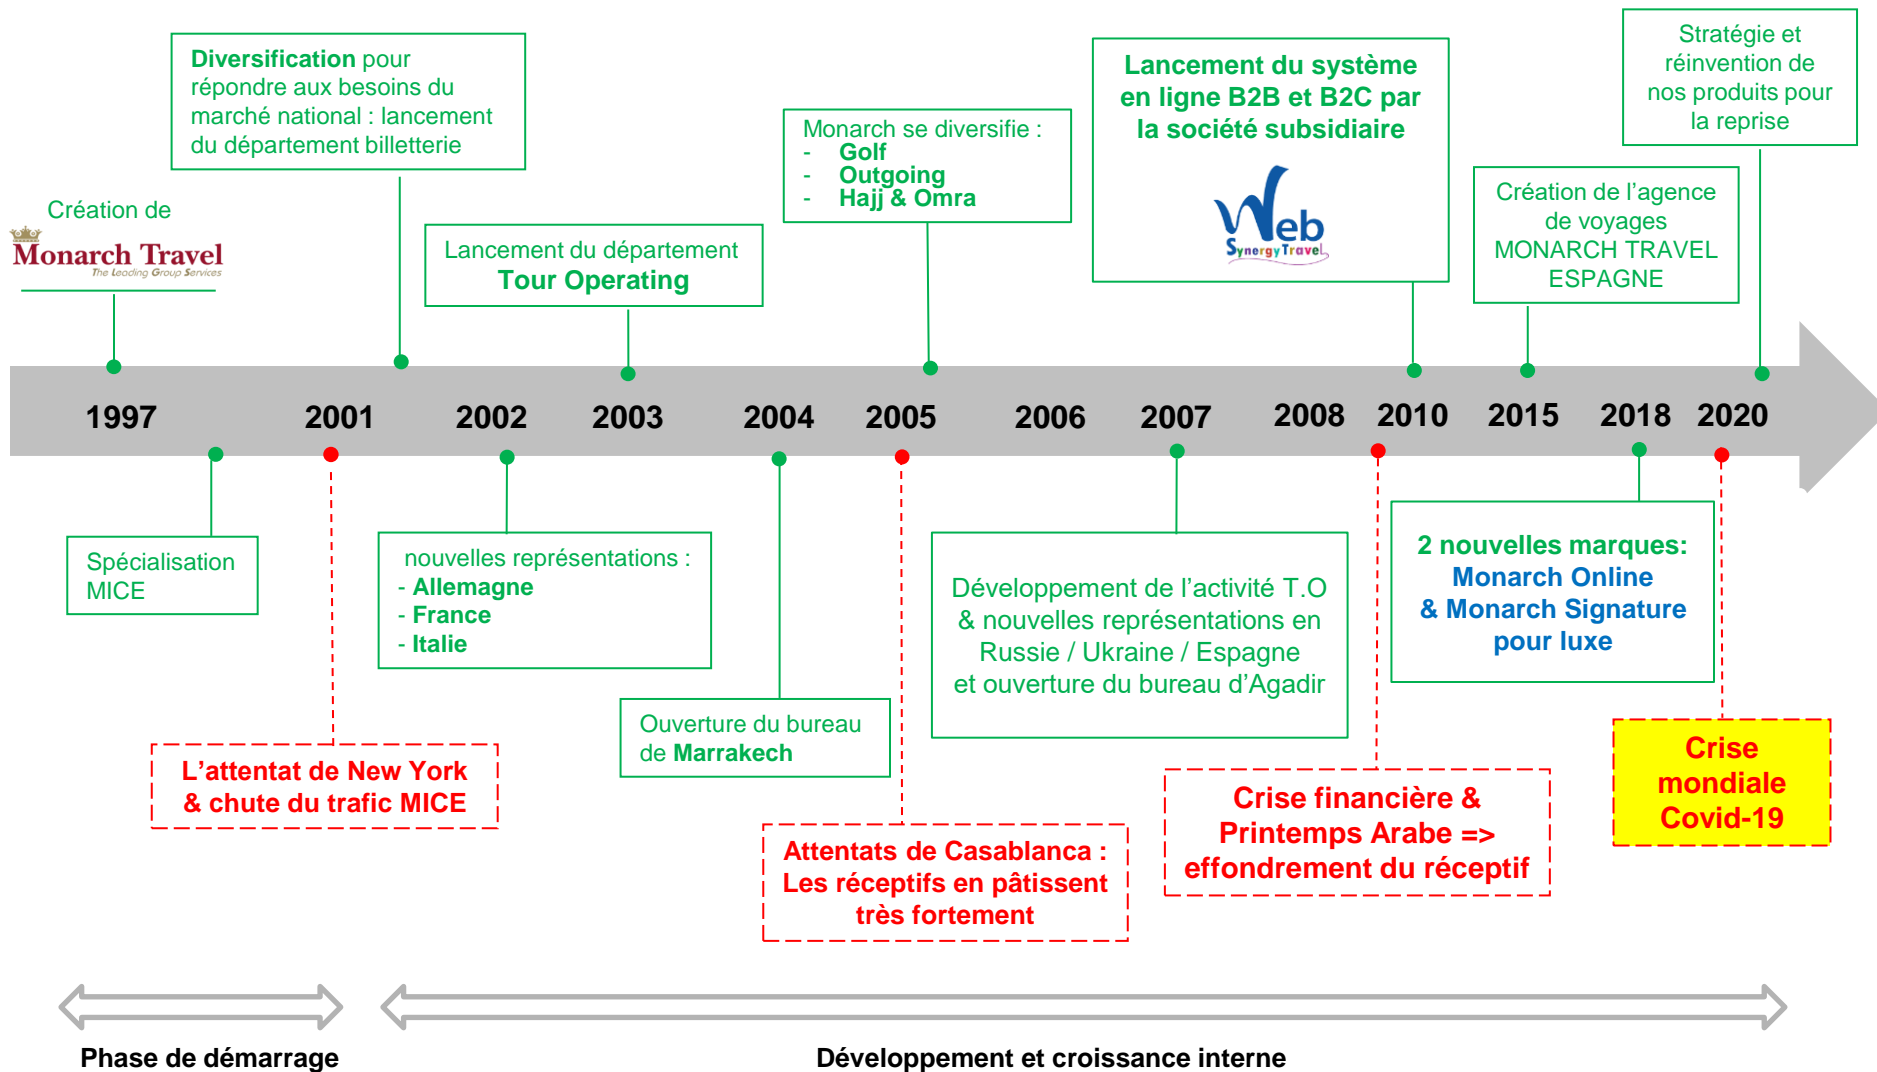 Création de
Monarch Travel
The Leading Group Services
Diversification pour
répondre aux besoins du
marché national : lancement
du département billetterie
Lancement du département
Tour Operating
Monarch se diversifie :
- Golf
- Outgoing
- Hajj & Omra
Lancement du système
en ligne B2B et B2C par
la société subsidiaire
Web
SynergyTravel
Création de l’agence
de voyages
MONARCH TRAVEL
ESPAGNE
Stratégie et
réinvention de
nos produits pour
la reprise
1997 2001 2002 2003 2004 2005 2006 2007 2008 2010 2015 2018 2020
Spécialisation
MICE
L’attentat de New York
& chute du trafic MICE
nouvelles représentations :
- Allemagne
- France
- Italie
Ouverture du bureau
de Marrakech
Attentats de Casablanca :
Les réceptifs en pâtissent
très fortement
Développement de l’activité T.O
& nouvelles représentations en
Russie / Ukraine / Espagne
et ouverture du bureau d’Agadir
Crise financière &
Printemps Arabe =>
effondrement du réceptif
2 nouvelles marques:
Monarch Online
& Monarch Signature
pour luxe
Crise
mondiale
Covid-19
Phase de démarrage
Développement et croissance interne